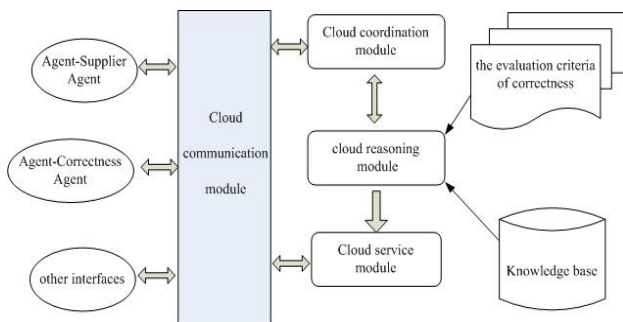 Agent-Supplier
Agent
Agent-Correctness
Agent
other interfaces
Cloud
communication
module
Cloud coordination
module
cloud reasoning
module
Cloud service
module
the evaluation criteria
of correctness
Knowledge base